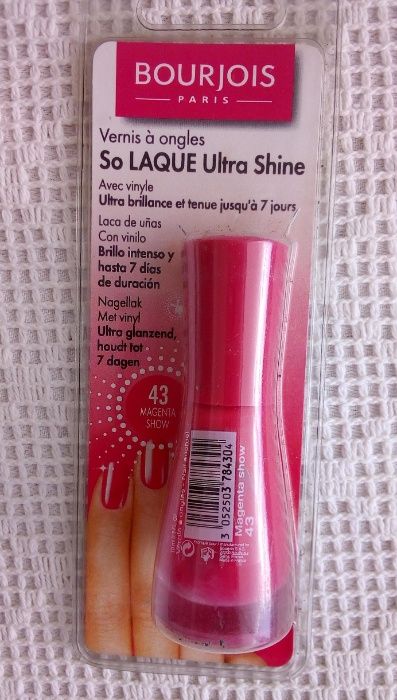 BOURJOIS
PARIS
Vernis à ongles
So LAQUE Ultra Shine
Avec vinyle
Ultra brillance et tenue jusqu'à 7 jours
Laca de uñas
Con vinilo
Brillo intenso y
hasta 7 días
de duración
Nagellak
Met vinyl
Ultra glanzend,
houdt tot
7 dagen
43
MAGENTA
SHOW
3 052503 784304
Magenta show
43